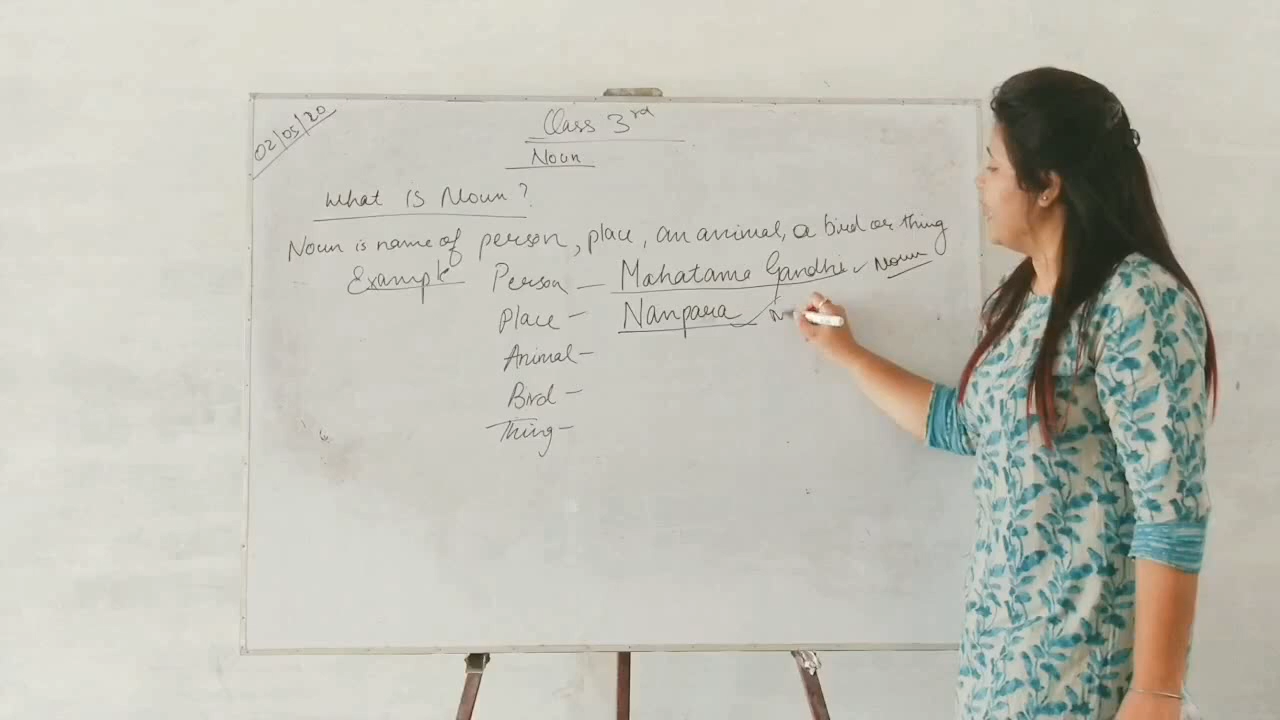 02/05/20
Class 3rd
Noun
What is Noun?
Noun is name of person, place, an animal, a bird or thing
Example Person — Mahatama Gandhi ✓ Noun
Place — Nanpara ✓ N
Animal —
Bird —
Thing —